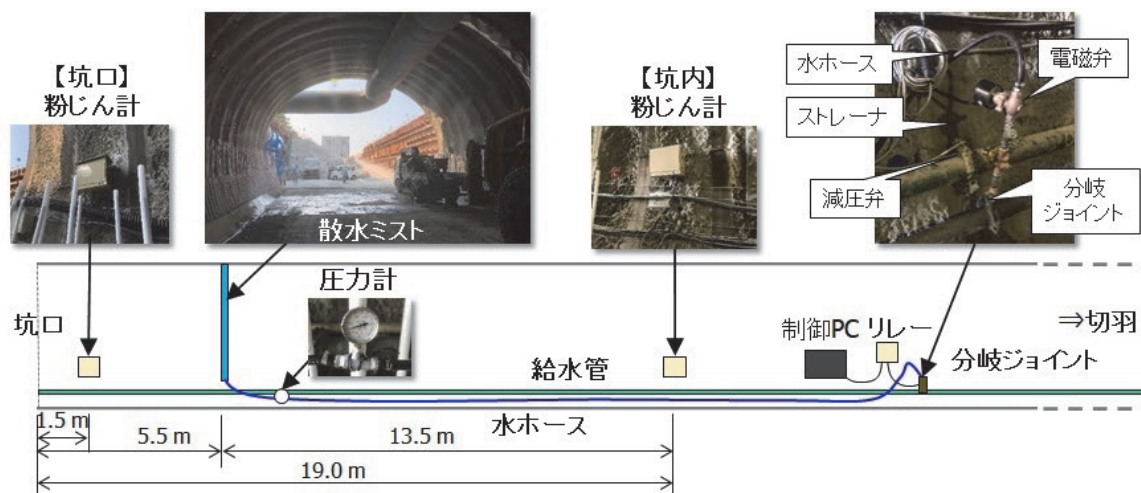 【坑口】
粉じん計
散水ミスト
【坑内】
粉じん計
水ホース
電磁弁
ストレーナ
減圧弁
分岐
ジョイント
圧力計
坑口
給水管
制御PC リレー
分岐ジョイント
⇒切羽
水ホース
1.5 m
5.5 m
13.5 m
19.0 m